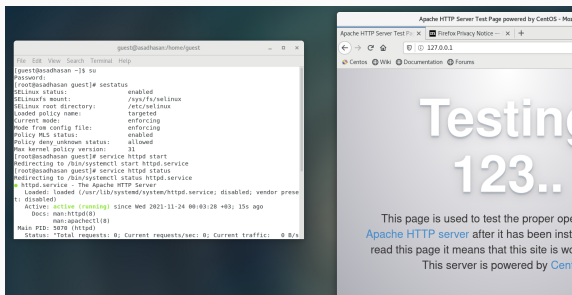 guest@asadhasan:/home/guest
File Edit View Search Terminal Help
[guest@asadhasan ~]$ su
Password:
[root@asadhasan guest]# sestatus
SELinux status: enabled
SELinuxfs mount: /sys/fs/selinux
SELinux root directory: /etc/selinux
Loaded policy name: targeted
Current mode: enforcing
Mode from config file: enforcing
Policy MLS status: enabled
Policy deny_unknown status: allowed
Max kernel policy version: 31
[root@asadhasan guest]# service httpd start
Redirecting to /bin/systemctl start httpd.service
[root@asadhasan guest]# service httpd status
Redirecting to /bin/systemctl status httpd.service
● httpd.service - The Apache HTTP Server
Loaded: loaded (/usr/lib/systemd/system/httpd.service; disabled; vendor prese
t: disabled)
Active: active (running) since Wed 2021-11-24 00:03:28 +03; 15s ago
Docs: man:httpd(8)
man:apachectl(8)
Main PID: 5070 (httpd)
Status: "Total requests: 0; Current requests/sec: 0; Current traffic: 0 B/s
Apache HTTP Server Test Page powered by CentOS - Moz
Apache HTTP Server Test Pa
Firefox Privacy Notice —
127.0.0.1
Centos Wiki Documentation Forums
Testing
123..
This page is used to test the proper ope
Apache HTTP server after it has been inst
read this page it means that this site is wo
This server is powered by Cen